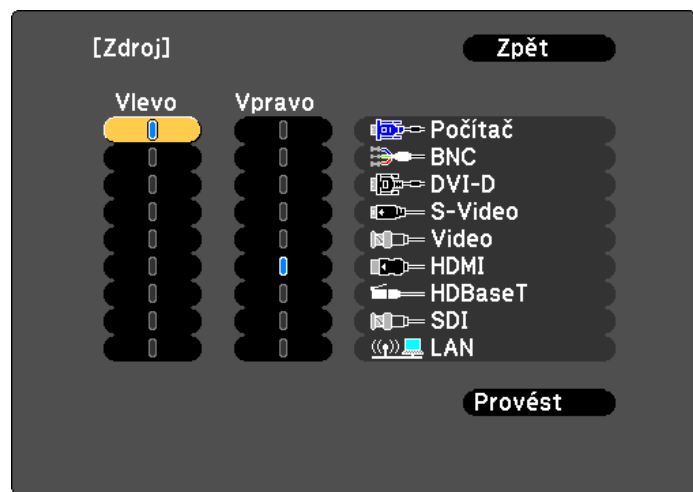 [Zdroj] Zpět
Vlevo Vpravo
Počítač
BNC
DVI-D
S-Video
Video
HDMI
HDBaseT
SDI
LAN
Provést